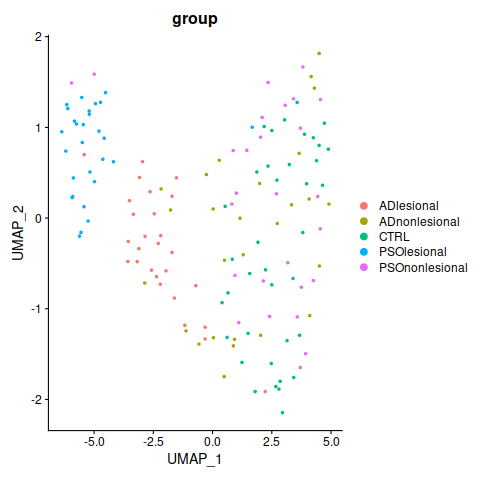 group
UMAP_2
2
1
0
-1
-2
-5.0
-2.5
0.0
2.5
5.0
UMAP_1
ADlesional
ADnonlesional
CTRL
PSOlesional
PSOnonlesional